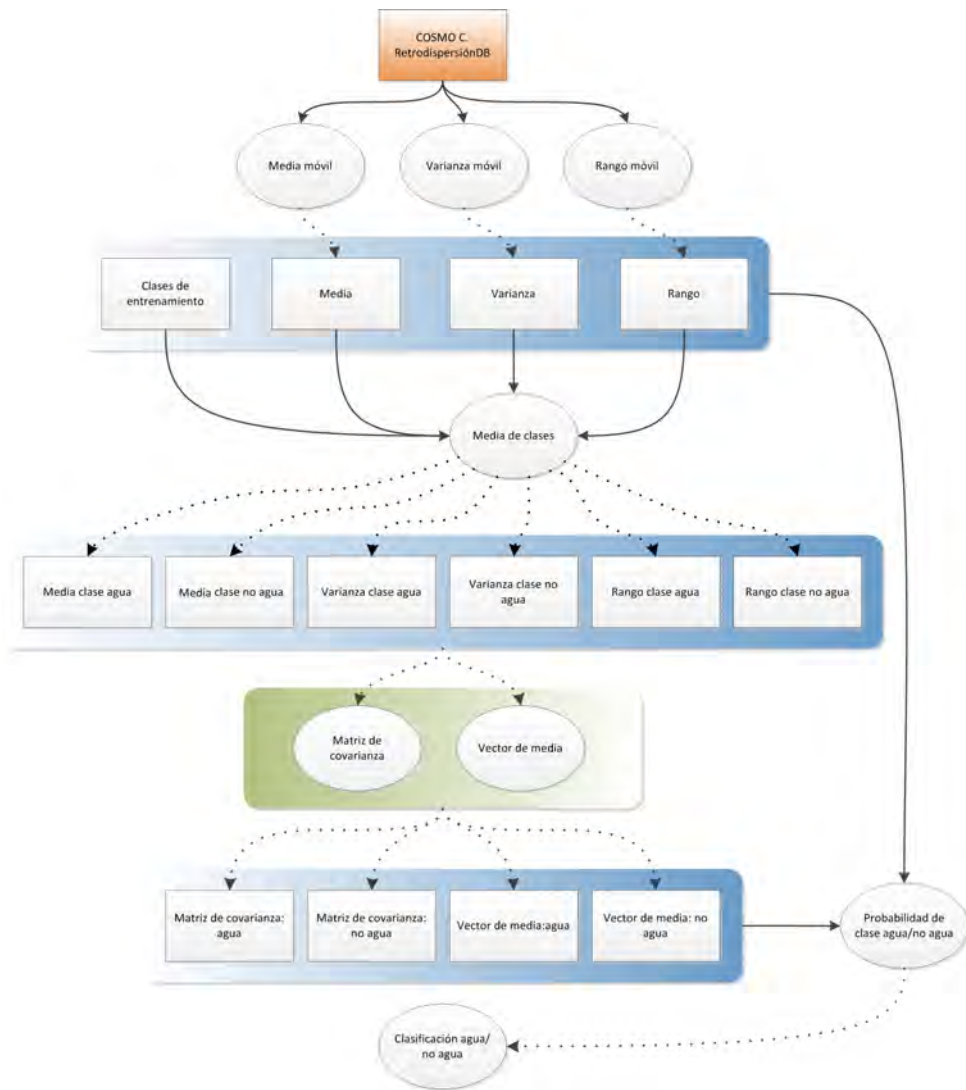 COSMO C.
RetrodispersiónDB
Media móvil
Varianza móvil
Rango móvil
Clases de
entrenamiento
Media
Varianza
Rango
Media de clases
Media clase agua
Media clase no agua
Varianza clase agua
Varianza clase no
agua
Rango clase agua
Rango clase no agua
Matriz de
covarianza
Vector de media
Matriz de covarianza:
agua
Matriz de covarianza:
no agua
Vector de media:agua
Vector de media: no
agua
Probabilidad de
clase agua/no agua
Clasificación agua/
no agua